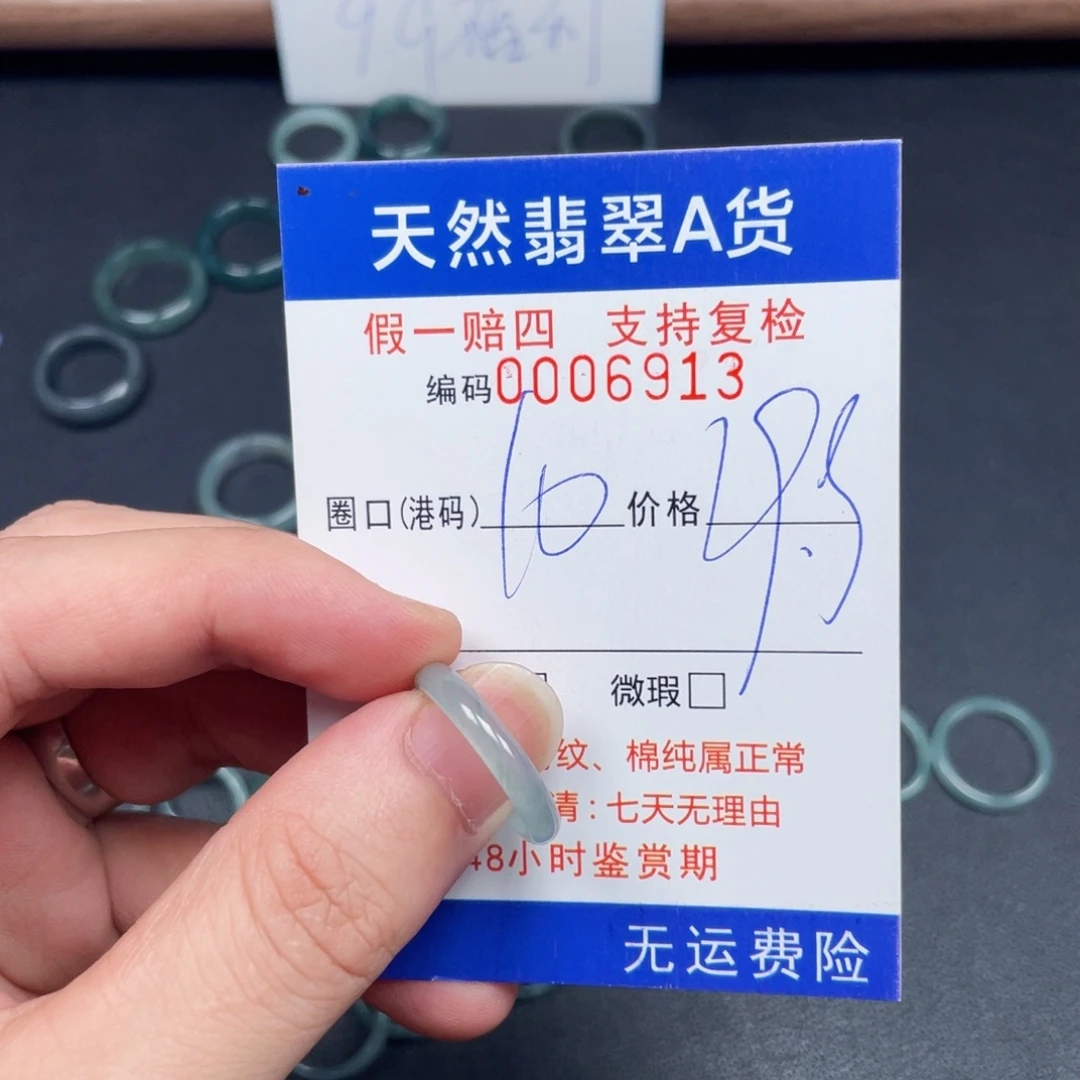 天然翡翠A货
假一赔四 支持复检
编码0006913
圈口(港码) 10 价格
微瑕□
纹、棉纯属正常
清:七天无理由
48小时鉴赏期
无运费险